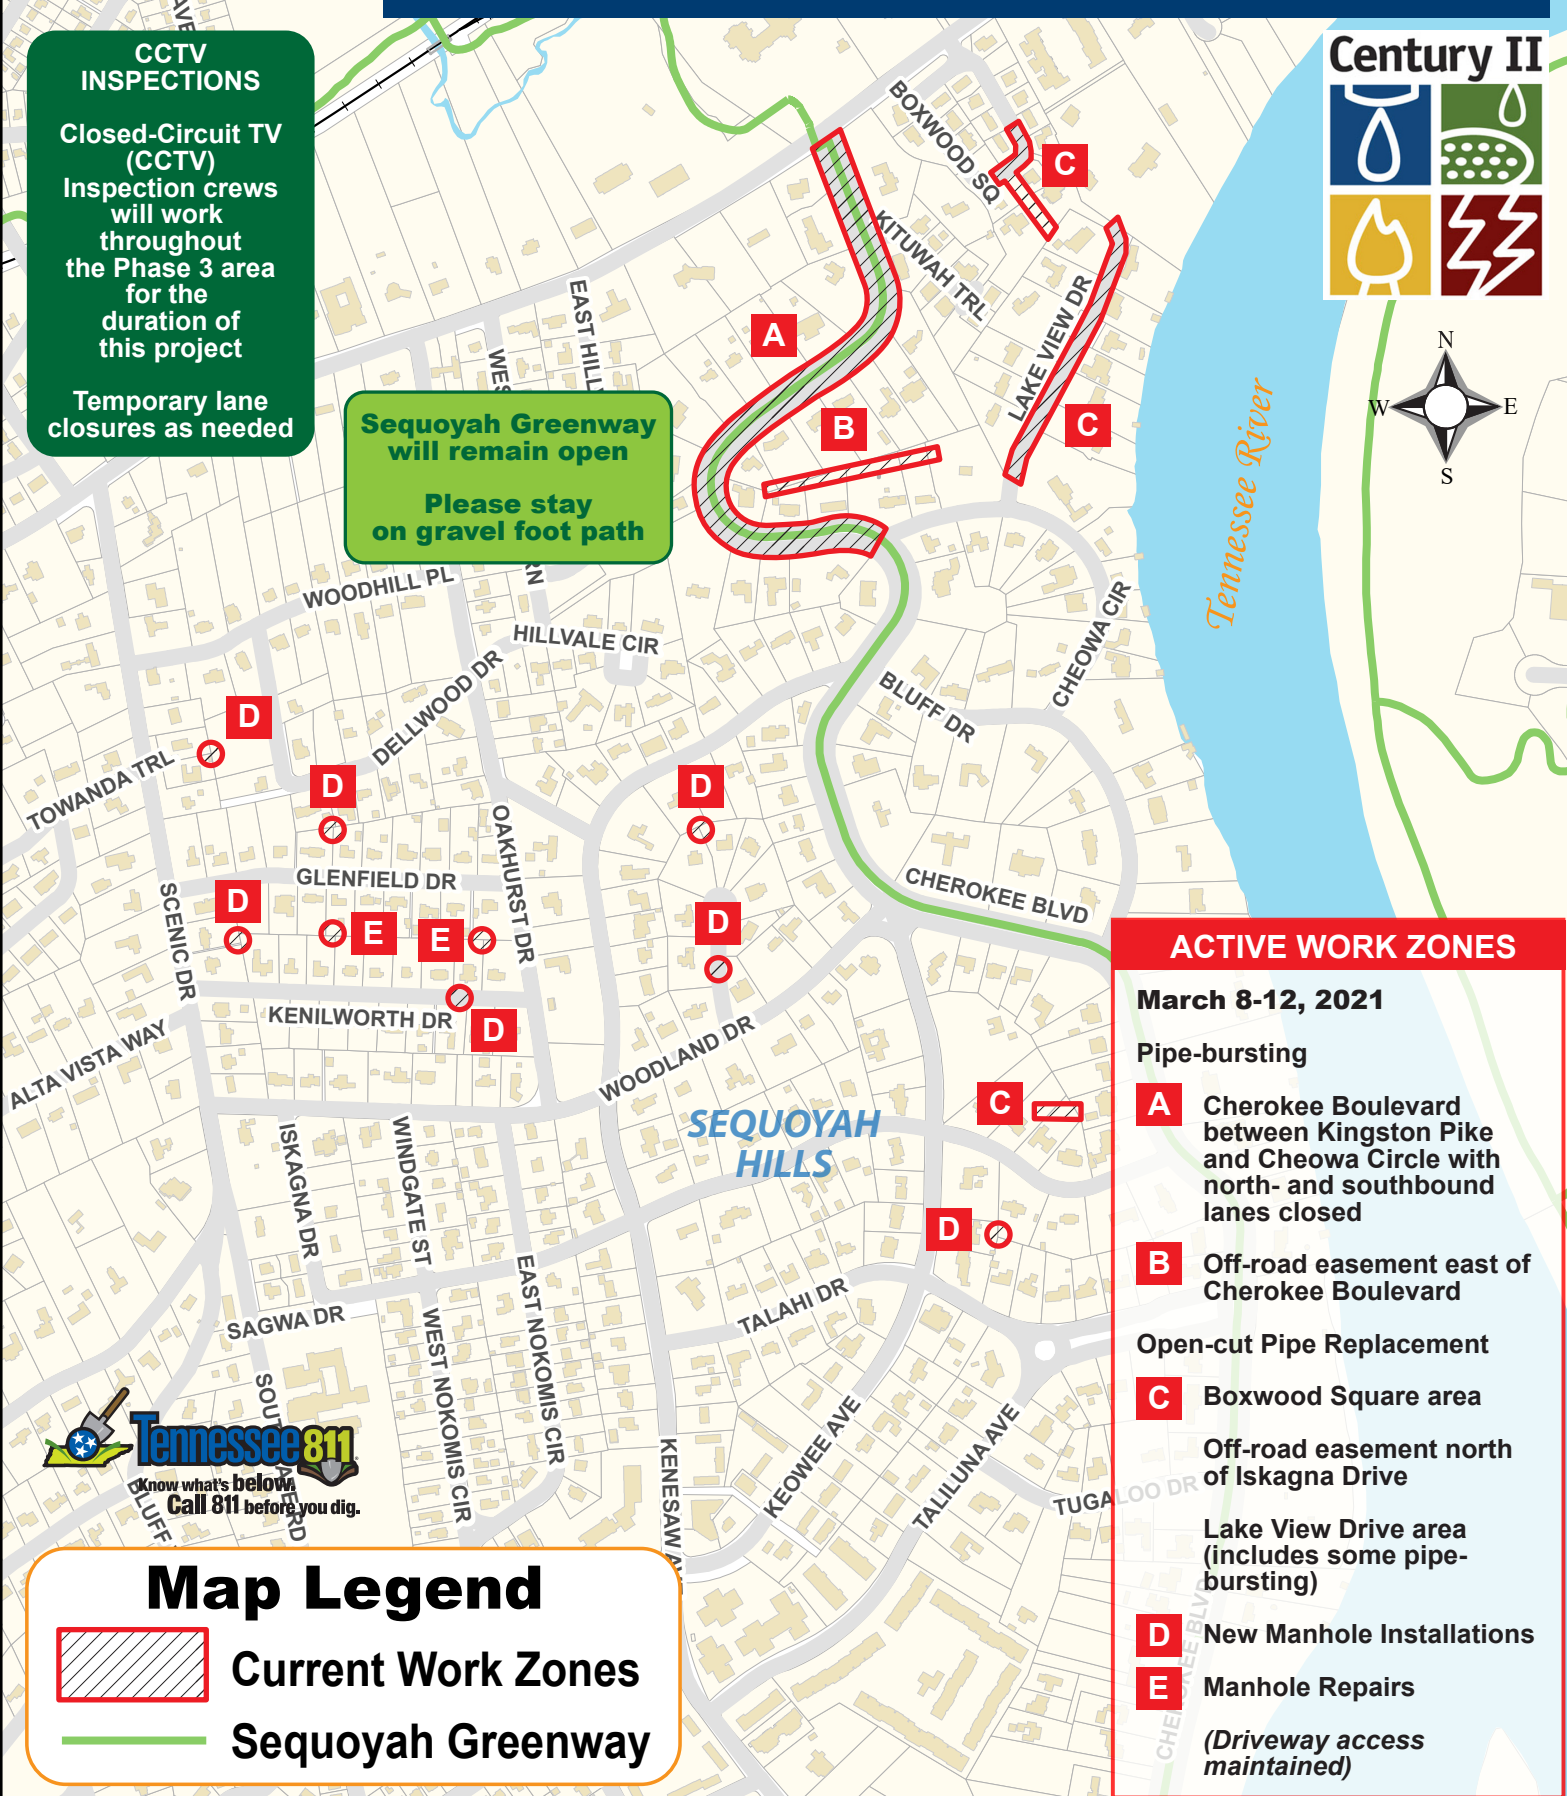 CCTV
INSPECTIONS
Closed-Circuit TV
(CCTV)
Inspection crews
will work
throughout
the Phase 3 area
for the
duration of
this project
Temporary lane
closures as needed
Century II
N
W
E
S
Tennessee River
BOXWOOD SQ
C
KITUWAH TRL
LAKE VIEW DR
C
A
B
EAST HILL
WES
Sequoyah Greenway
will remain open
Please stay
on gravel foot path
RN
WOODHILL PL
HILLVALE CIR
DELLWOOD DR
CHEOWA CIR
BLUFF DR
D
TOWANDA TRL
D
D
OAKHURST DR
GLENFIELD DR
CHEROKEE BLVD
SCENIC DR
D
E
E
D
KENILWORTH DR
D
ALTA VISTA WAY
WOODLAND DR
SEQUOYAH
HILLS
C
ISKAGNA DR
WINDGATE ST
D
EAST NOKOMIS CIR
SAGWA DR
TALAHI DR
WEST NOKOMIS CIR
KEOWEE AVE
TALILUNA AVE
TUGALOO DR
KENESAW AV
CHEROKEE BLVD
BLUFF
Tennessee 811
Know what's below.
Call 811 before you dig.
Map Legend
Current Work Zones
Sequoyah Greenway
ACTIVE WORK ZONES
March 8-12, 2021
Pipe-bursting
A Cherokee Boulevard
between Kingston Pike
and Cheowa Circle with
north- and southbound
lanes closed
B Off-road easement east of
Cherokee Boulevard
Open-cut Pipe Replacement
C Boxwood Square area
Off-road easement north
of Iskagna Drive
Lake View Drive area
(includes some pipe-
bursting)
D New Manhole Installations
E Manhole Repairs
(Driveway access
maintained)